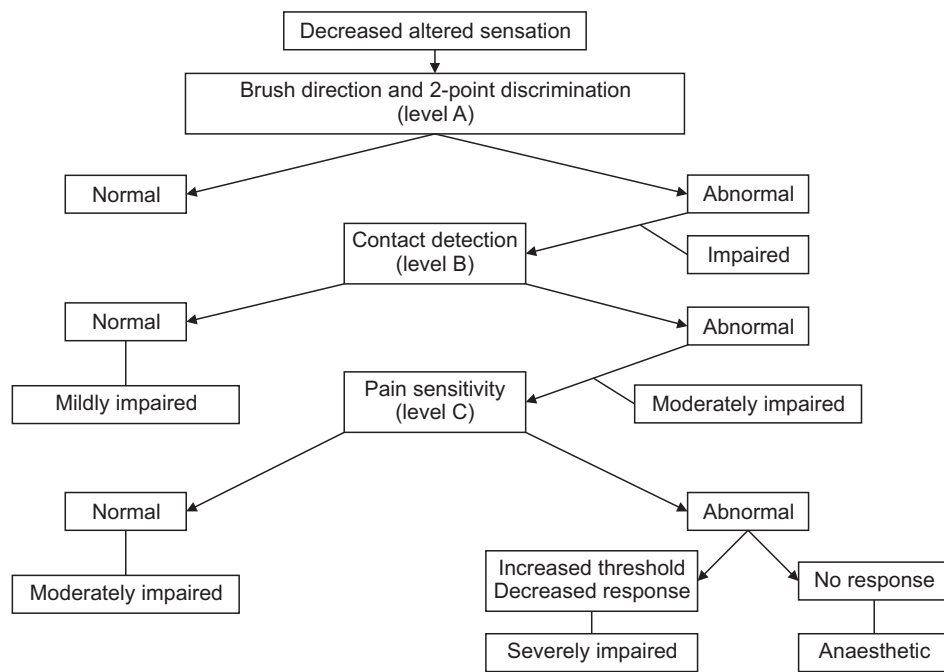 Decreased altered sensation
Brush direction and 2-point discrimination
(level A)
Normal
Abnormal
Contact detection
(level B)
Impaired
Normal
Abnormal
Mildly impaired
Pain sensitivity
(level C)
Moderately impaired
Normal
Abnormal
Moderately impaired
Increased threshold
Decreased response
No response
Severely impaired
Anaesthetic